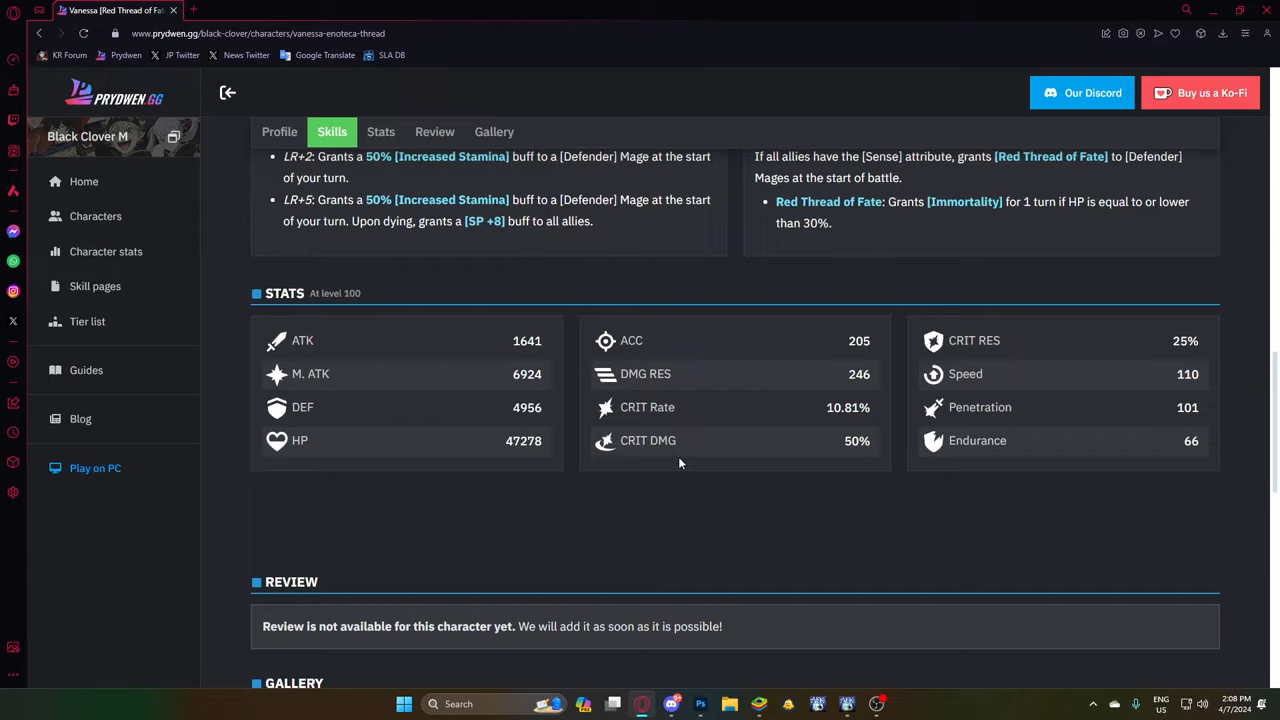 Vanessa [Red Thread of Fat
www.prydwen.gg/black-clover/characters/vanessa-enoteca-thread
KR Forum
Prydwen
JP Twitter
News Twitter
Google Translate
SLA DB
PRYDWEN.GG
Our Discord
Buy us a Ko-Fi
Black Clover M
Profile
Skills
Stats
Review
Gallery
Home
Characters
Character stats
Skill pages
Tier list
Guides
Blog
Play on PC
LR+2: Grants a 50% [Increased Stamina] buff to a [Defender] Mage at the start
of your turn.
LR+5: Grants a 50% [Increased Stamina] buff to a [Defender] Mage at the start
of your turn. Upon dying, grants a [SP +8] buff to all allies.
If all allies have the [Sense] attribute, grants [Red Thread of Fate] to [Defender]
Mages at the start of battle.
Red Thread of Fate: Grants [Immortality] for 1 turn if HP is equal to or lower
than 30%.
STATS At level 100
ATK 1641
M. ATK 6924
DEF 4956
HP 47278
ACC 205
DMG RES 246
CRIT Rate 10.81%
CRIT DMG 50%
CRIT RES 25%
Speed 110
Penetration 101
Endurance 66
REVIEW
Review is not available for this character yet. We will add it as soon as it is possible!
GALLERY
Search
ENG
US
2:08 PM
4/7/2024